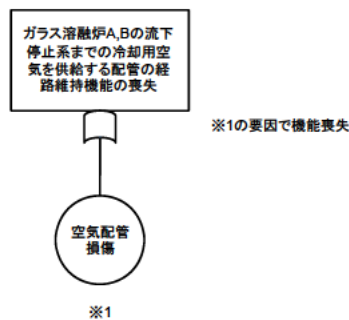 ガラス溶融炉A,Bの流下
停止系までの冷却用空
気を供給する配管の経
路維持機能の喪失
※1の要因で機能喪失
空気配管
損傷
※1